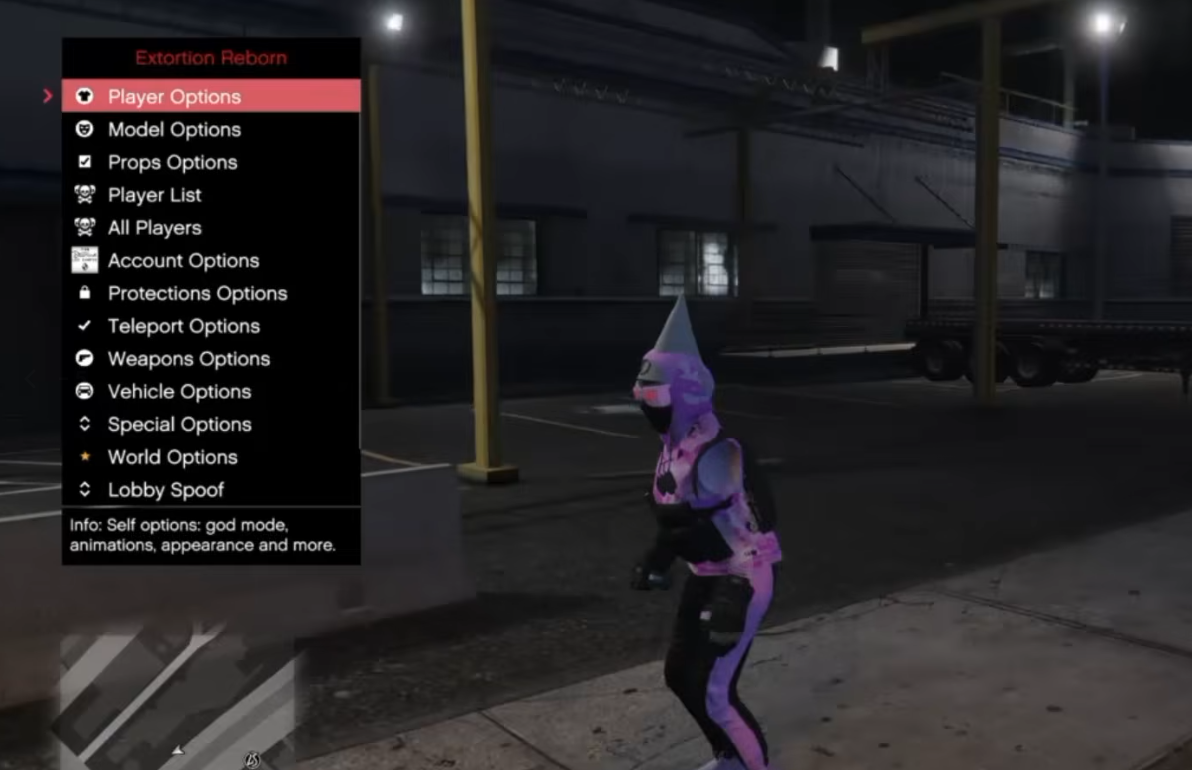 Extortion Reborn
Player Options
Model Options
Props Options
Player List
All Players
Account Options
Protections Options
Teleport Options
Weapons Options
Vehicle Options
Special Options
World Options
Lobby Spoof
Info: Self options: god mode,
animations, appearance and more.